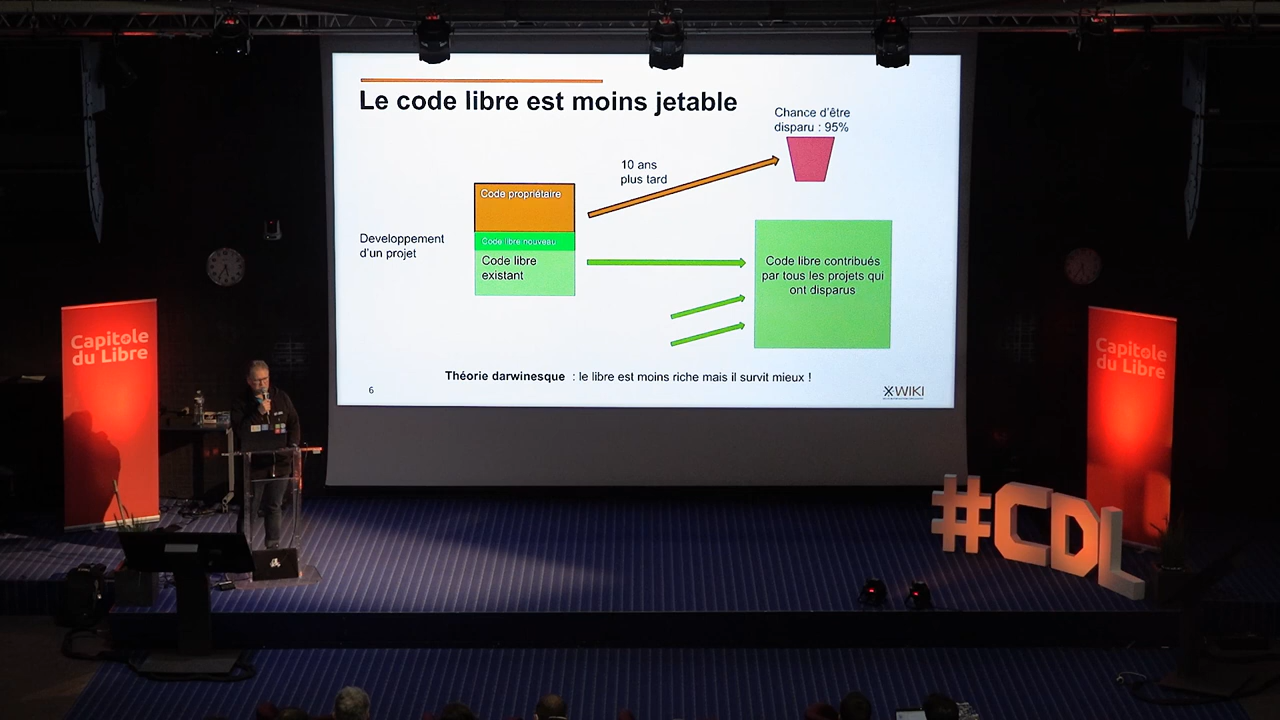 Le code libre est moins jetable
Chance d'être
disparu : 95%
10 ans
plus tard
Code propriétaire
Code libre nouveau
Code libre
existant
Developpement
d'un projet
Code libre contribués
par tous les projets qui
ont disparus
Théorie darwinesque : le libre est moins riche mais il survit mieux !
6
XWIKI
Capitole
du Libre
Capitole
du Libre
#CDL